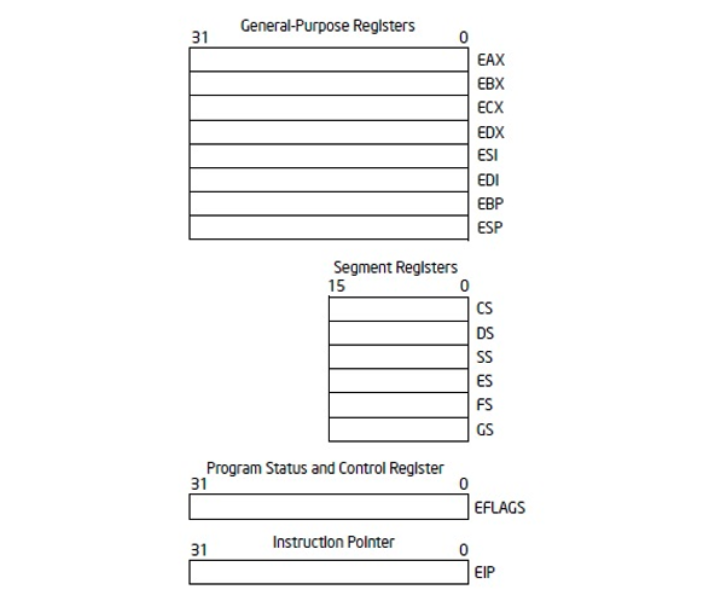 General-Purpose Registers
31 0
EAX
EBX
ECX
EDX
ESI
EDI
EBP
ESP
Segment Registers
15 0
CS
DS
SS
ES
FS
GS
Program Status and Control Register
31 0
EFLAGS
31 Instruction Pointer 0
EIP